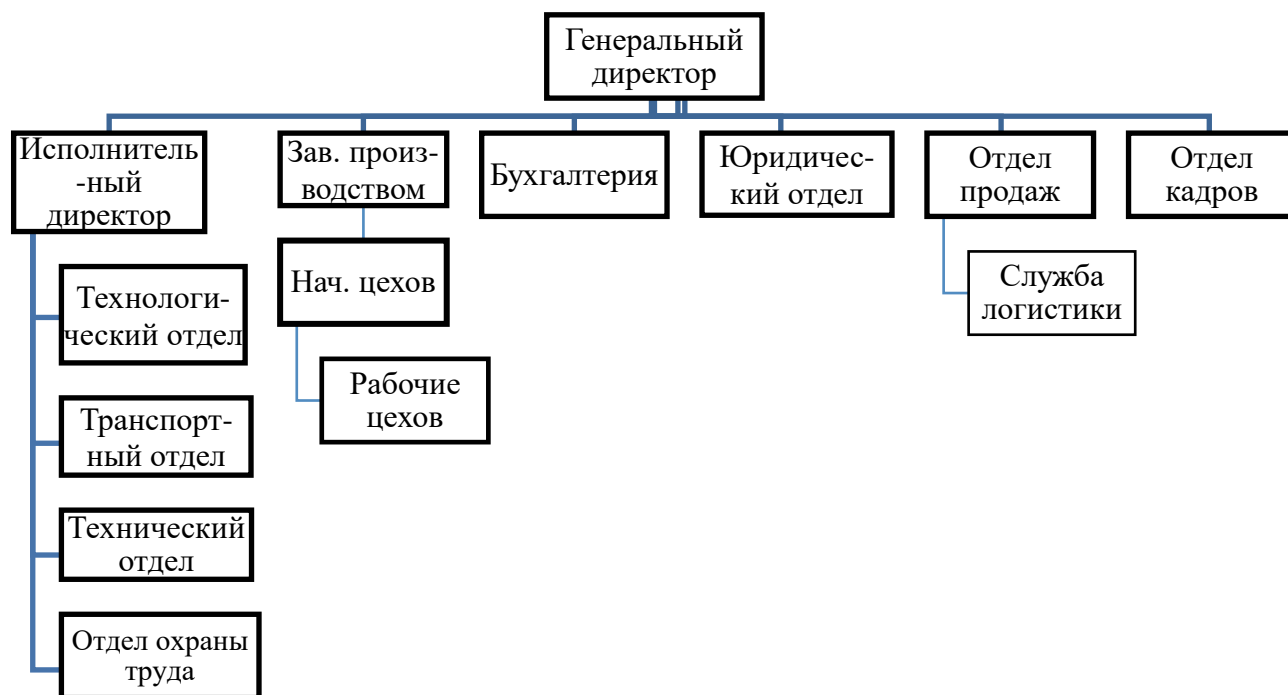 Генеральный
директор
Исполнитель
-ный
директор
Зав. произ-
водством
Бухгалтерия
Юридичес-
кий отдел
Отдел
продаж
Отдел
кадров
Технологи-
ческий отдел
Транспорт-
ный отдел
Технический
отдел
Отдел охраны
труда
Нач. цехов
Рабочие
цехов
Служба
логистики